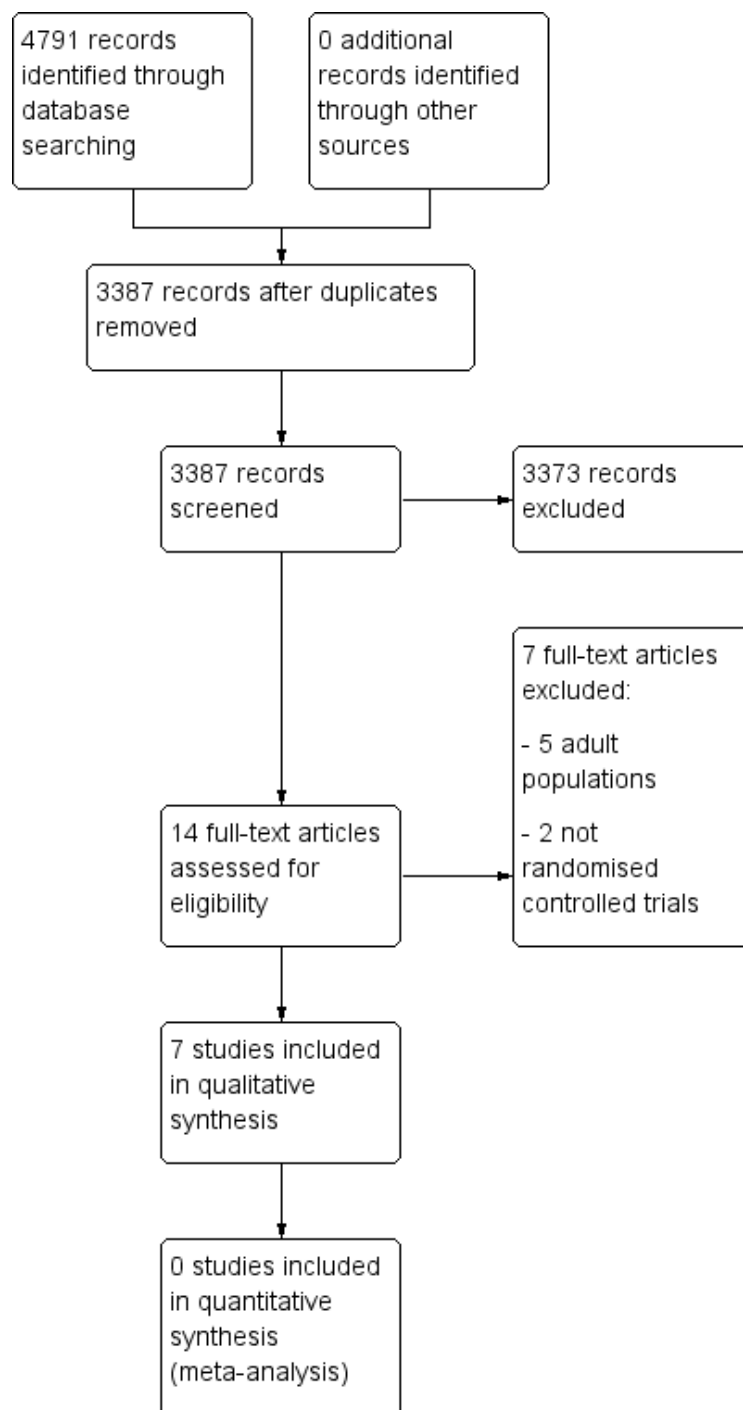 4791 records
identified through
database
searching
0 additional
records identified
through other
sources
3387 records after duplicates
removed
3387 records
screened
3373 records
excluded
7 full-text articles
excluded:
- 5 adult
populations
- 2 not
randomised
controlled trials
14 full-text articles
assessed for
eligibility
7 studies included
in qualitative
synthesis
0 studies included
in quantitative
synthesis
(meta-analysis)